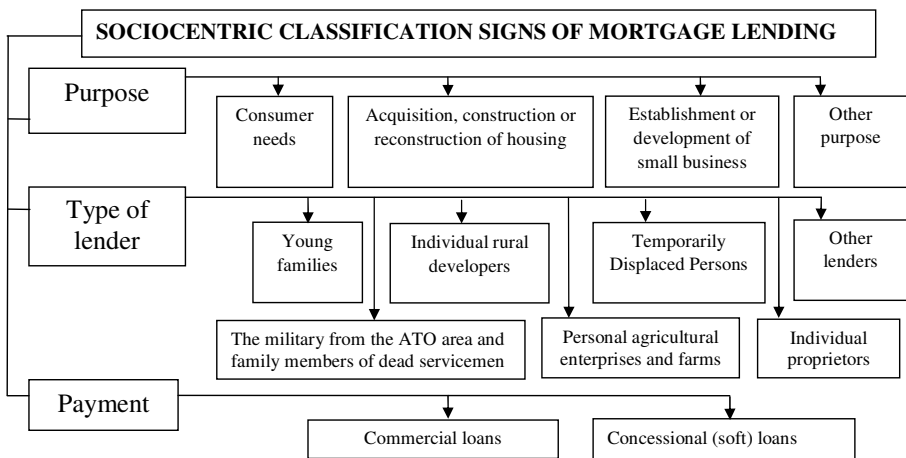 SOCIOCENTRIC CLASSIFICATION SIGNS OF MORTGAGE LENDING
Purpose
Consumer
needs
Acquisition, construction or
reconstruction of housing
Establishment or
development of
small business
Other
purpose
Type of
lender
Young
families
Individual rural
developers
Temporarily
Displaced Persons
Other
lenders
The military from the ATO area and
family members of dead servicemen
Personal agricultural
enterprises and farms
Individual
proprietors
Payment
Commercial loans
Concessional (soft) loans